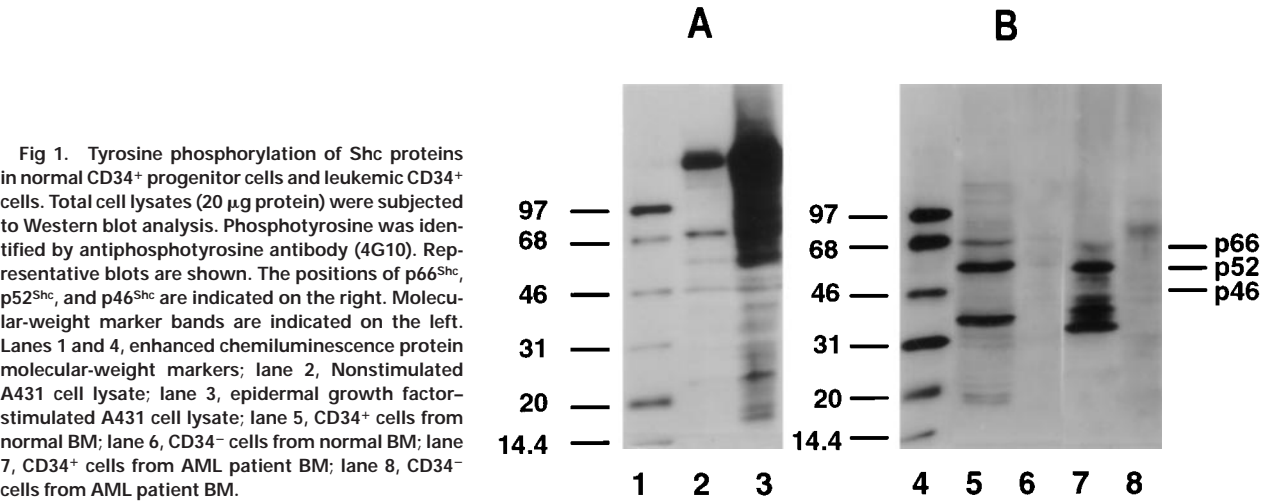 Fig 1. Tyrosine phosphorylation of Shc proteins
in normal CD34+ progenitor cells and leukemic CD34+
cells. Total cell lysates (20 μg protein) were subjected
to Western blot analysis. Phosphotyrosine was iden-
tified by antiphosphotyrosine antibody (4G10). Rep-
resentative blots are shown. The positions of p66Shc,
p52Shc, and p46Shc are indicated on the right. Molecu-
lar-weight marker bands are indicated on the left.
Lanes 1 and 4, enhanced chemiluminescence protein
molecular-weight markers; lane 2, Nonstimulated
A431 cell lysate; lane 3, epidermal growth factor–
stimulated A431 cell lysate; lane 5, CD34+ cells from
normal BM; lane 6, CD34− cells from normal BM; lane
7, CD34+ cells from AML patient BM; lane 8, CD34−
cells from AML patient BM.
A
97
68
46
31
20
14.4
1 2 3
B
97
68
46
31
20
14.4
p66
p52
p46
4 5 6 7 8